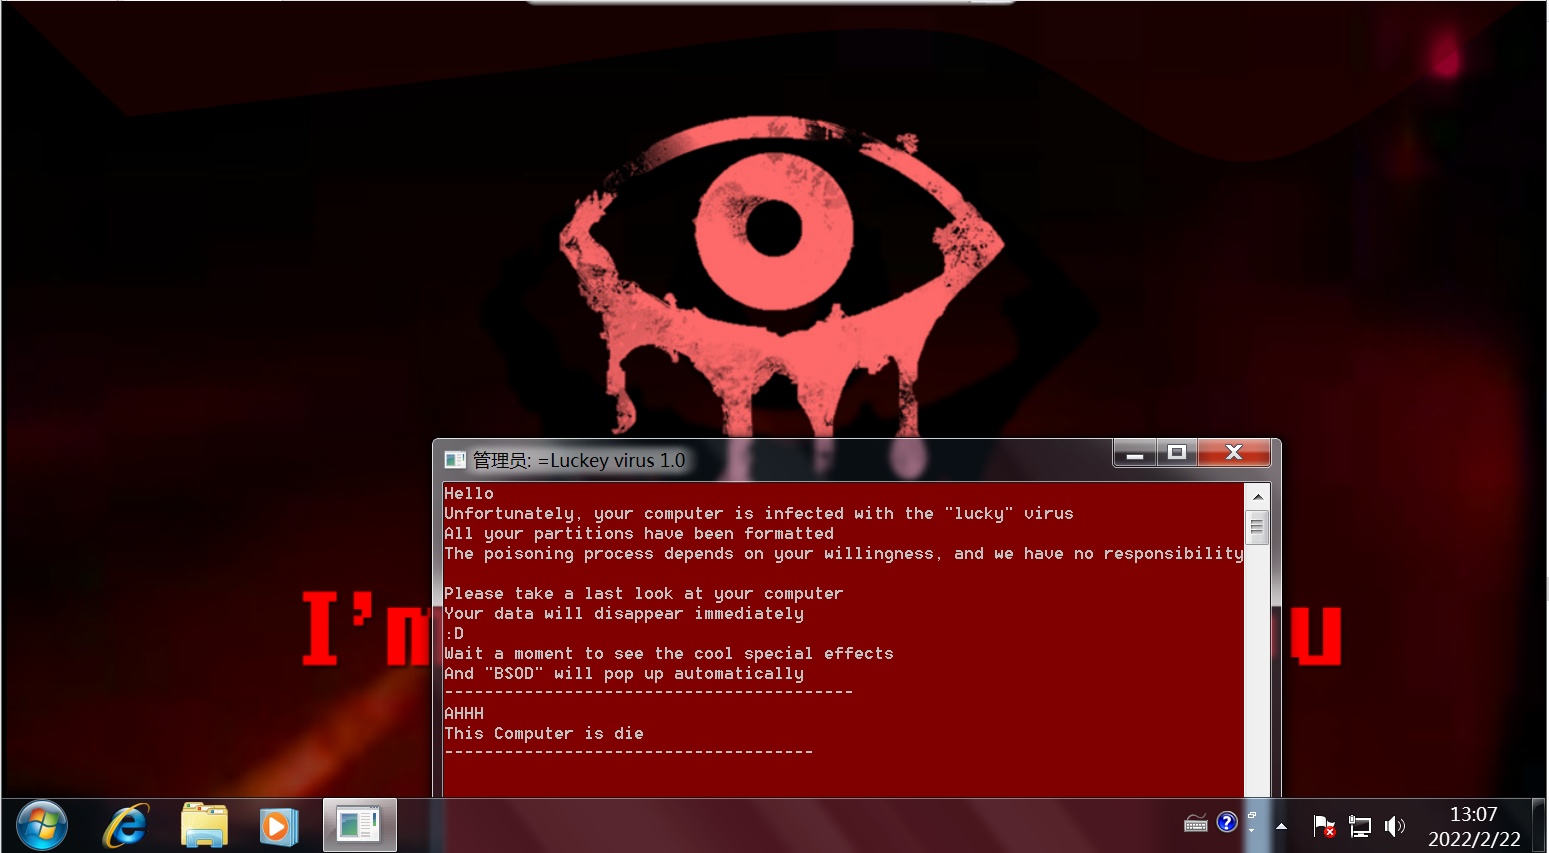 管理员: =Luckey virus 1.0
Hello
Unfortunately, your computer is infected with the "lucky" virus
All your partitions have been formatted
The poisoning process depends on your willingness, and we have no responsibility
Please take a last look at your computer
Your data will disappear immediately
:D
Wait a moment to see the cool special effects
And "BSOD" will pop up automatically
-----------------------------------------
AHHH
This Computer is die
-------------------------------------
I'm
u
13:07
2022/2/22